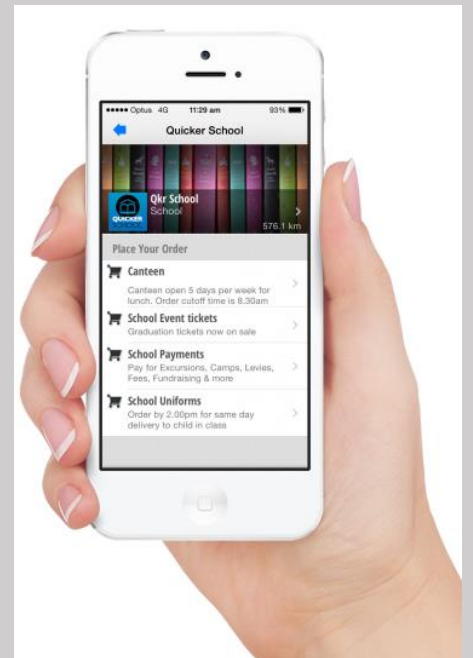 Optus 4G 11:29 am 93%
Quicker School
Qkr School
School
QUICKER
SCHOOL
576.1 km
Place Your Order
Canteen
Canteen open 5 days per week for
lunch. Order cutoff time is 8.30am
School Event tickets
Graduation tickets now on sale
School Payments
Pay for Excursions, Camps, Levies,
Fees, Fundraising & more
School Uniforms
Order by 2.00pm for same day
delivery to child in class